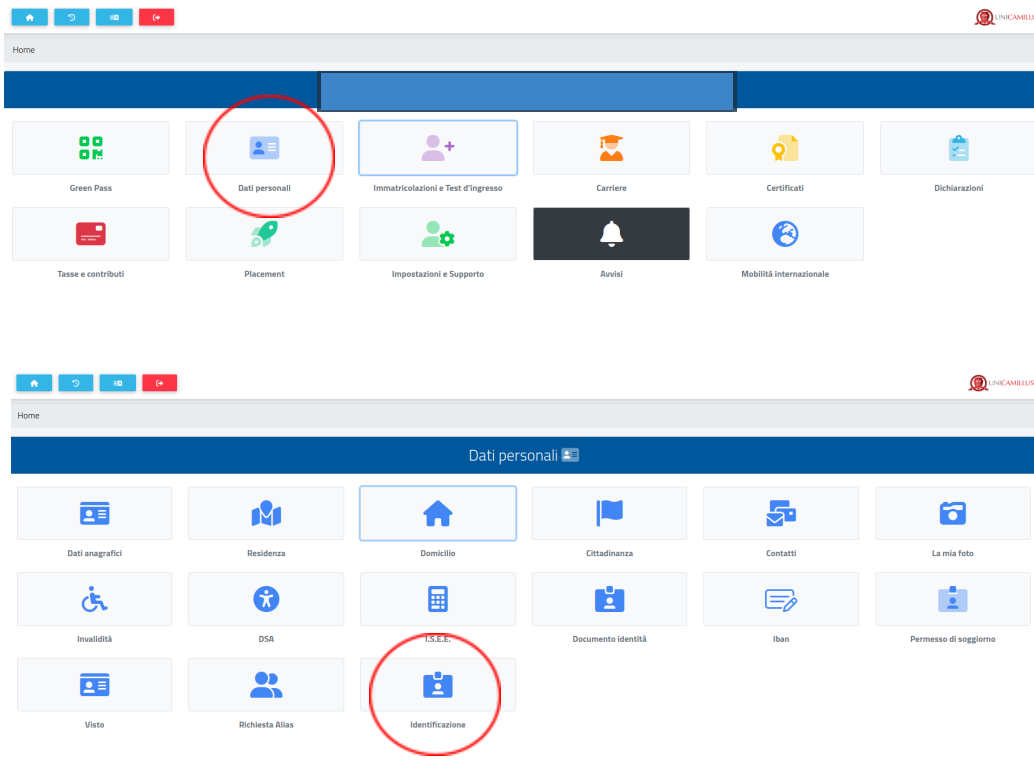 UNICAMILLUS
Home
Green Pass
Dati personali
Immatricolazioni e Test d'ingresso
Carriere
Certificati
Dichiarazioni
Tasse e contributi
Placement
Impostazioni e Supporto
Avvisi
Mobilità internazionale
UNICAMILLUS
Home
Dati personali
Dati anagrafici
Residenza
Domicilio
Cittadinanza
Contatti
La mia foto
Invalidità
DSA
I.S.E.E.
Documento identità
Iban
Permesso di soggiorno
Visto
Richiesta Alias
Identificazione